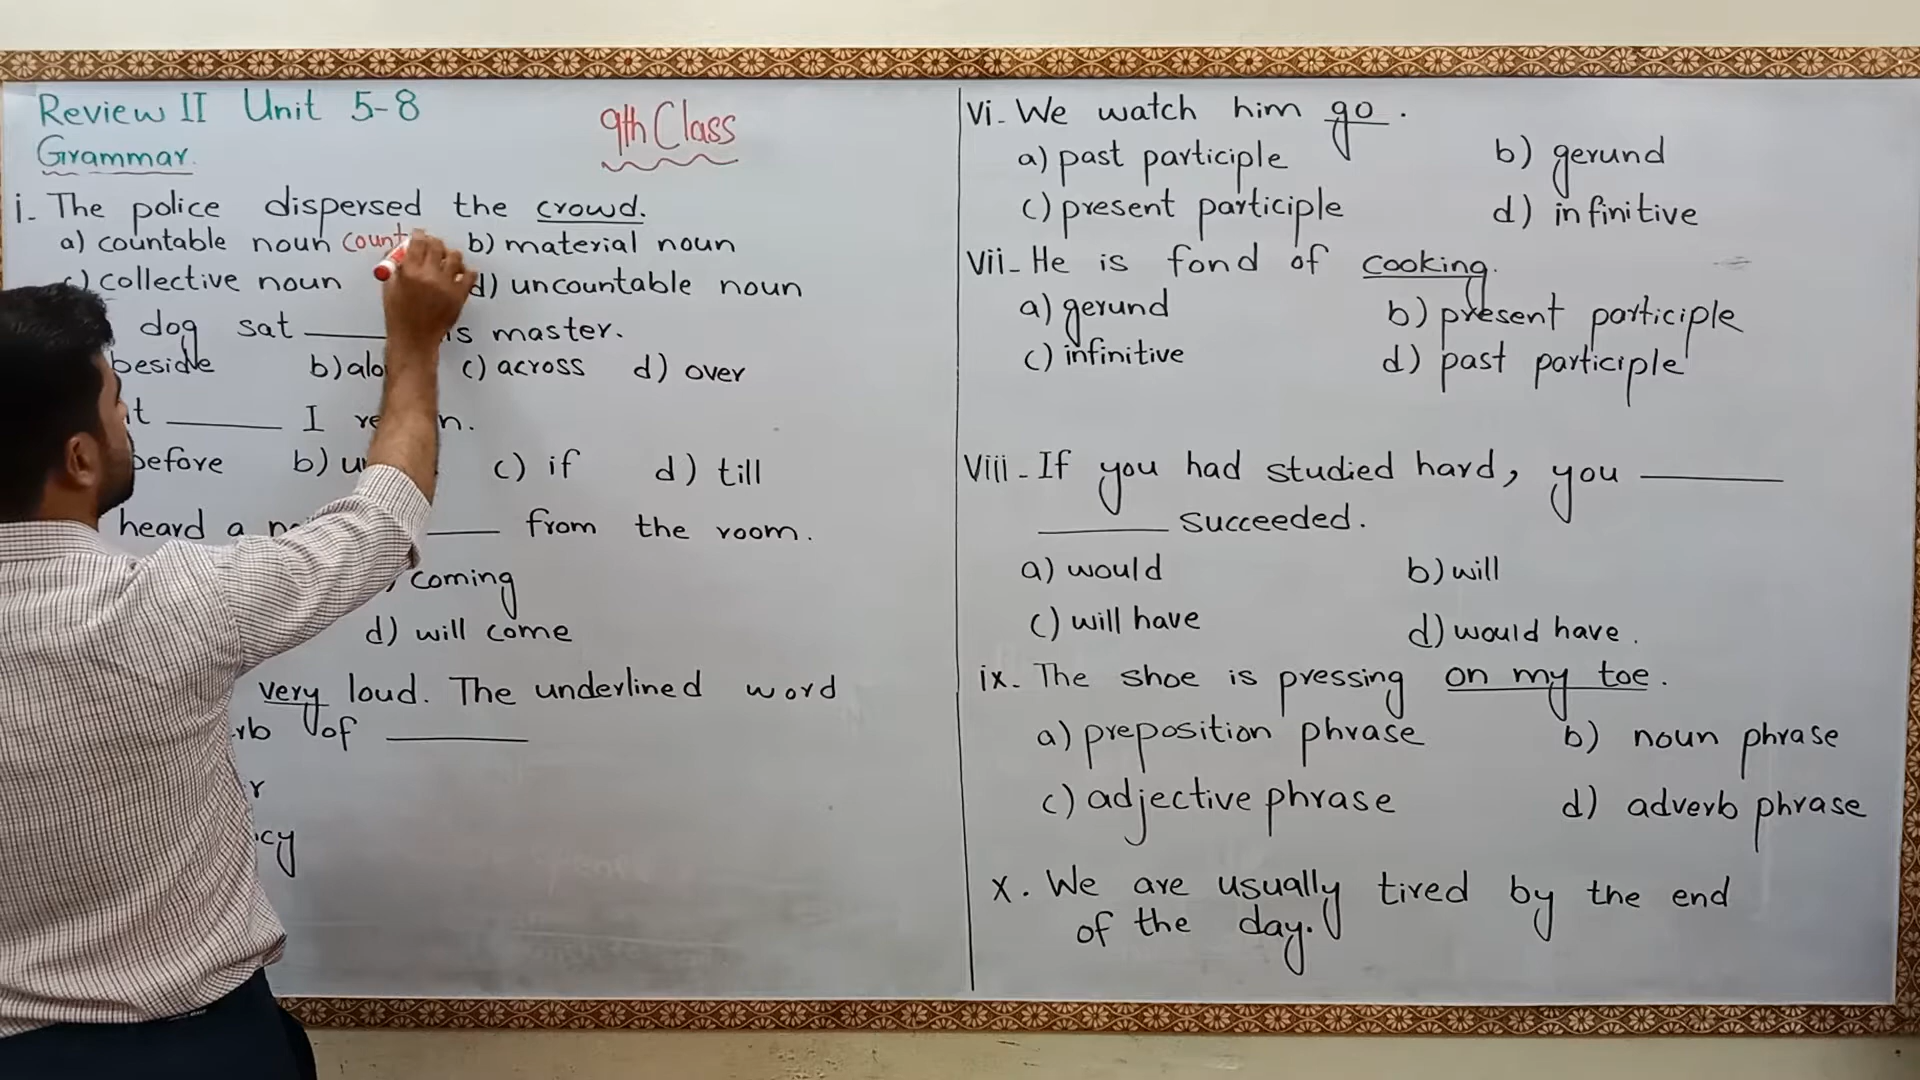 Review II Unit 5-8
9th Class
Grammar.
i. The police dispersed the crowd.
a) countable noun count b) material noun
c) collective noun d) uncountable noun
dog sat ______ is master.
beside b) c) across d) over
______ I
before b) c) if d) till
heard a ______ from the room.
coming
d) will come
very loud. The underlined word
of ______
vi. We watch him go.
a) past participle b) gerund
c) present participle d) infinitive
vii. He is fond of cooking.
a) gerund b) present participle
c) infinitive d) past participle
viii. If you had studied hard, you ______
______ succeeded.
a) would b) will
c) will have d) would have.
ix. The shoe is pressing on my toe.
a) preposition phrase b) noun phrase
c) adjective phrase d) adverb phrase
x. We are usually tired by the end
of the day.